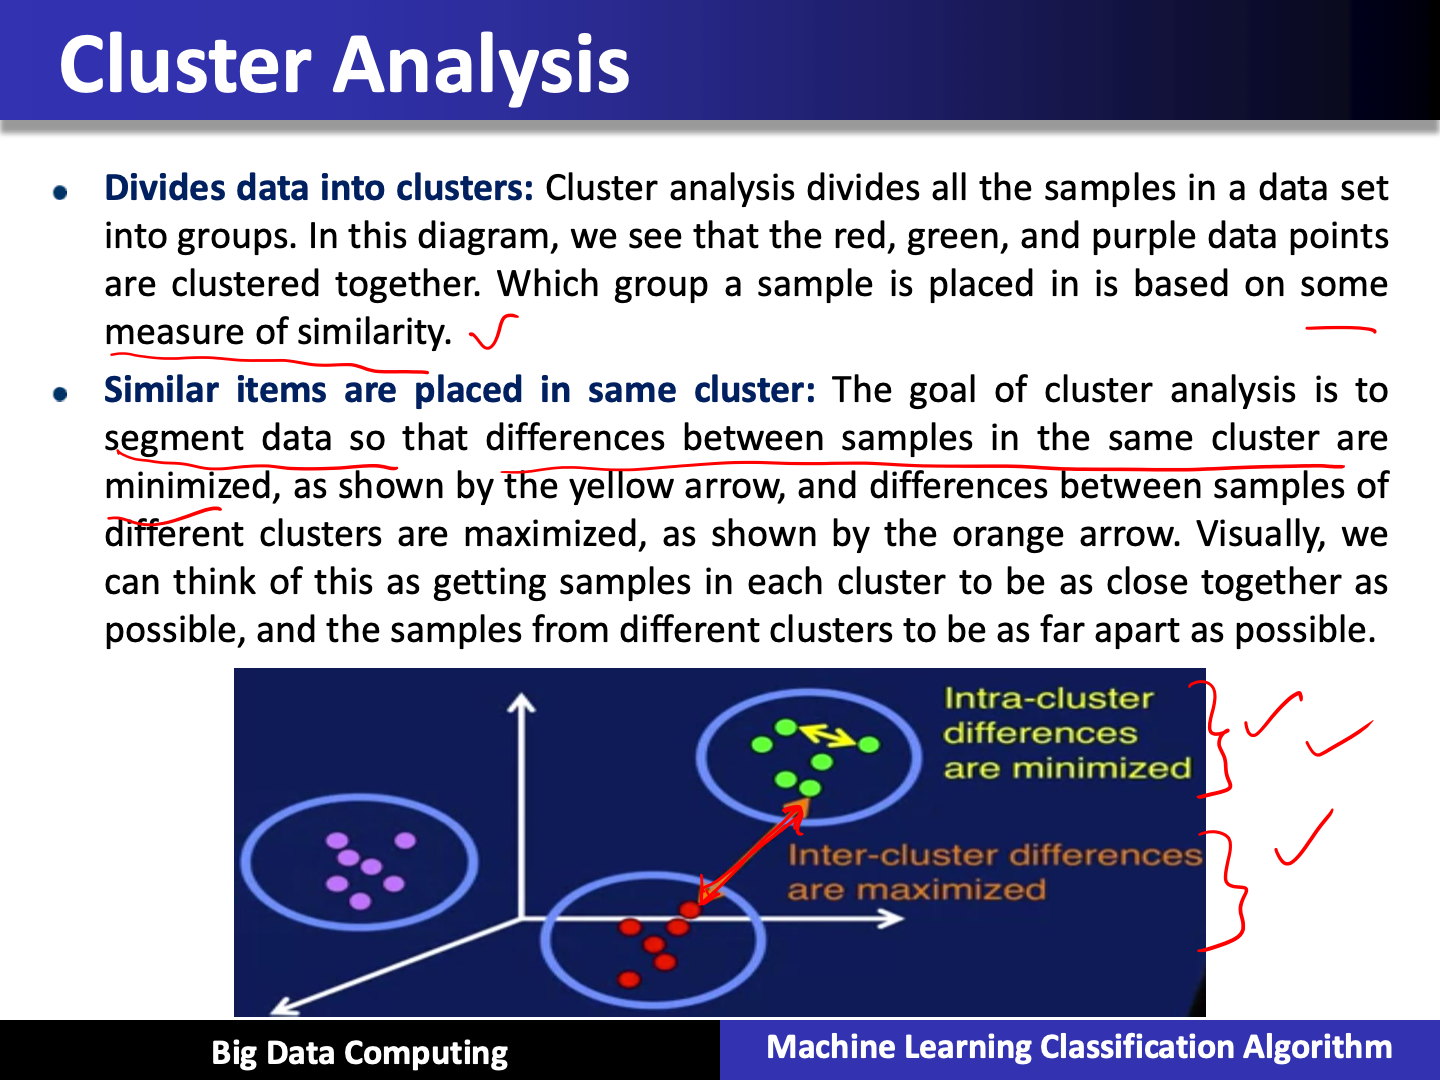 Cluster Analysis
Divides data into clusters: Cluster analysis divides all the samples in a data set
into groups. In this diagram, we see that the red, green, and purple data points
are clustered together. Which group a sample is placed in is based on some
measure of similarity.
Similar items are placed in same cluster: The goal of cluster analysis is to
segment data so that differences between samples in the same cluster are
minimized, as shown by the yellow arrow, and differences between samples of
different clusters are maximized, as shown by the orange arrow. Visually, we
can think of this as getting samples in each cluster to be as close together as
possible, and the samples from different clusters to be as far apart as possible.
Intra-cluster
differences
are minimized
Inter-cluster differences
are maximized
Big Data Computing
Machine Learning Classification Algorithm